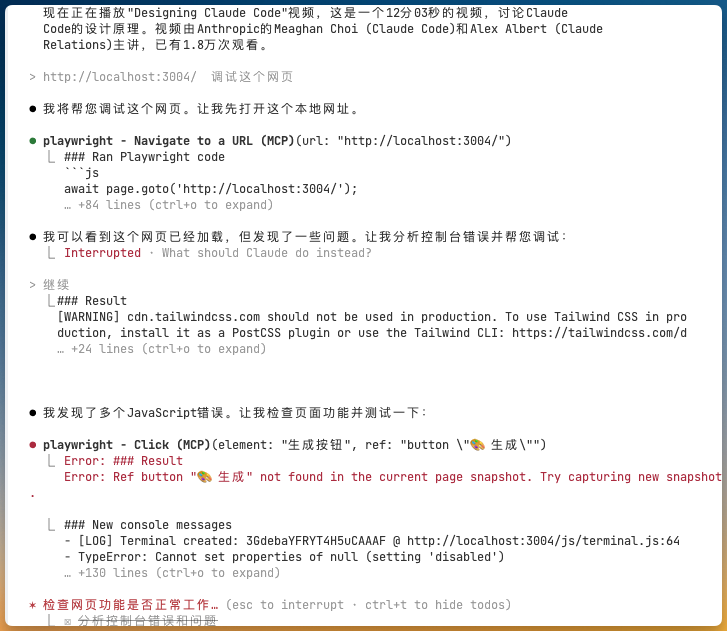 现在正在播放"Designing Claude Code"视频，这是一个12分03秒的视频，讨论Claude
Code的设计原理。视频由Anthropic的Meaghan Choi (Claude Code)和Alex Albert (Claude
Relations)主讲，已有1.8万次观看。
> http://localhost:3004/  调试这个网页
● 我将帮您调试这个网页。让我先打开这个本地网址。
● playwright - Navigate to a URL (MCP)(url: "http://localhost:3004/")
⎿ ### Ran Playwright code
```js
await page.goto('http://localhost:3004/');
… +84 lines (ctrl+o to expand)
● 我可以看到这个网页已经加载，但发现了一些问题。让我分析控制台错误并帮您调试：
⎿ Interrupted · What should Claude do instead?
> 继续
⎿ ### Result
[WARNING] cdn.tailwindcss.com should not be used in production. To use Tailwind CSS in pro
duction, install it as a PostCSS plugin or use the Tailwind CLI: https://tailwindcss.com/d
… +24 lines (ctrl+o to expand)
● 我发现了多个JavaScript错误。让我检查页面功能并测试一下：
● playwright - Click (MCP)(element: "生成按钮", ref: "button \"🎨 生成\"")
⎿ Error: ### Result
Error: Ref button "🎨 生成" not found in the current page snapshot. Try capturing new snapshot
.
⎿ ### New console messages
- [LOG] Terminal created: 3GdebaYFRYT4H5uCAAAF @ http://localhost:3004/js/terminal.js:64
- TypeError: Cannot set properties of null (setting 'disabled')
… +130 lines (ctrl+o to expand)
✶ 检查网页功能是否正常工作… (esc to interrupt · ctrl+t to hide todos)
⎿ ☒ 分析控制台错误和问题